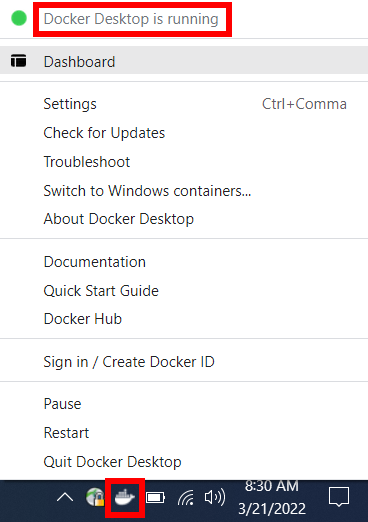 Docker Desktop is running
Dashboard
Settings Ctrl+Comma
Check for Updates
Troubleshoot
Switch to Windows containers...
About Docker Desktop
Documentation
Quick Start Guide
Docker Hub
Sign in / Create Docker ID
Pause
Restart
Quit Docker Desktop
8:30 AM
3/21/2022